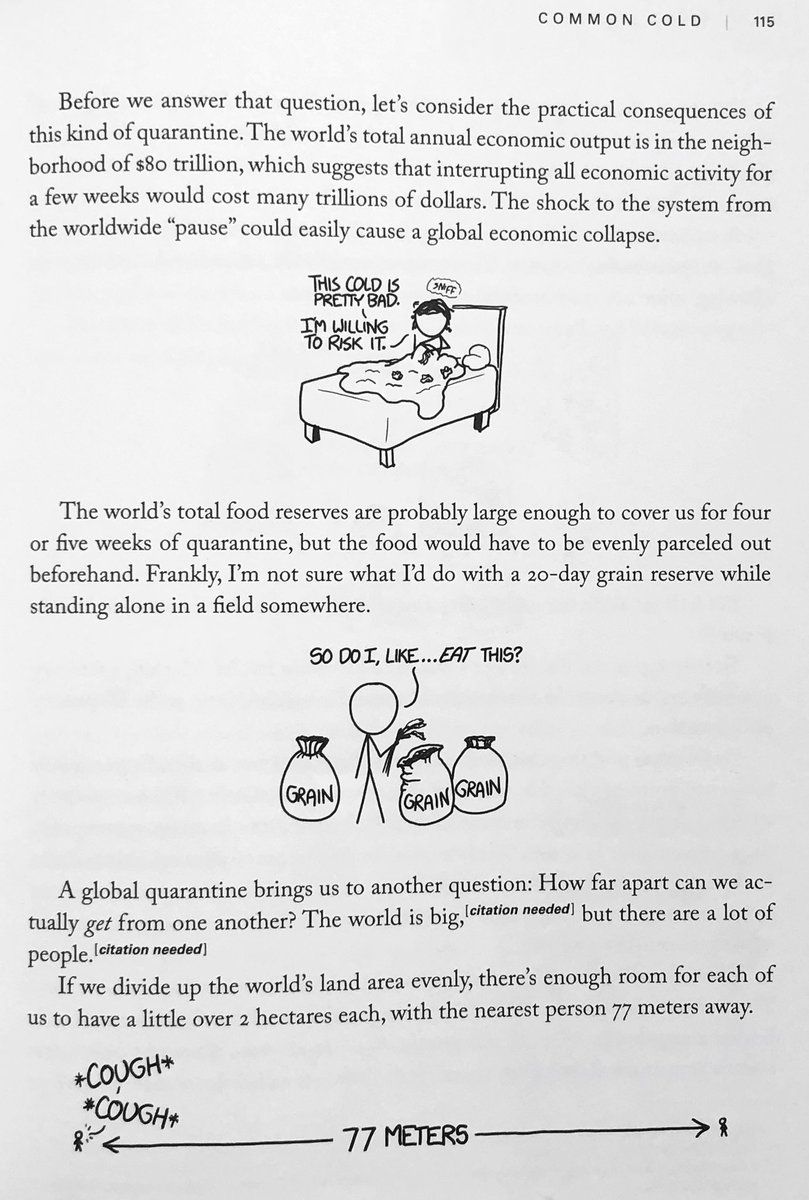 COMMON COLD | 115
Before we answer that question, let's consider the practical consequences of
this kind of quarantine. The world's total annual economic output is in the neigh-
borhood of $80 trillion, which suggests that interrupting all economic activity for
a few weeks would cost many trillions of dollars. The shock to the system from
the worldwide “pause” could easily cause a global economic collapse.
THIS COLD IS
PRETTY BAD.
SNIFF
I'M WILLING
TO RISK IT.
The world's total food reserves are probably large enough to cover us for four
or five weeks of quarantine, but the food would have to be evenly parceled out
beforehand. Frankly, I'm not sure what I'd do with a 20-day grain reserve while
standing alone in a field somewhere.
SO DO I, LIKE...EAT THIS?
GRAIN
GRAIN
GRAIN
A global quarantine brings us to another question: How far apart can we ac-
tually get from one another? The world is big,[citation needed] but there are a lot of
people.[citation needed]
If we divide up the world's land area evenly, there's enough room for each of
us to have a little over 2 hectares each, with the nearest person 77 meters away.
*COUGH*
*COUGH*
77 METERS